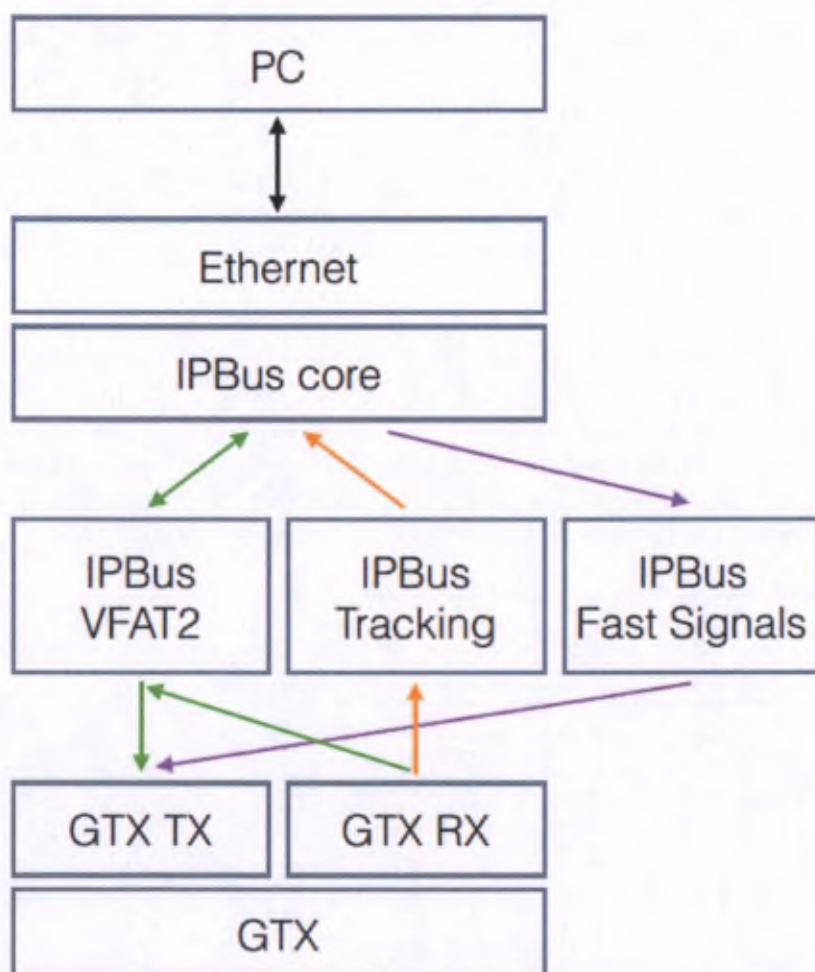 PC
Ethernet
IPBus core
IPBus
VFAT2
IPBus
Tracking
IPBus
Fast Signals
GTX TX
GTX RX
GTX